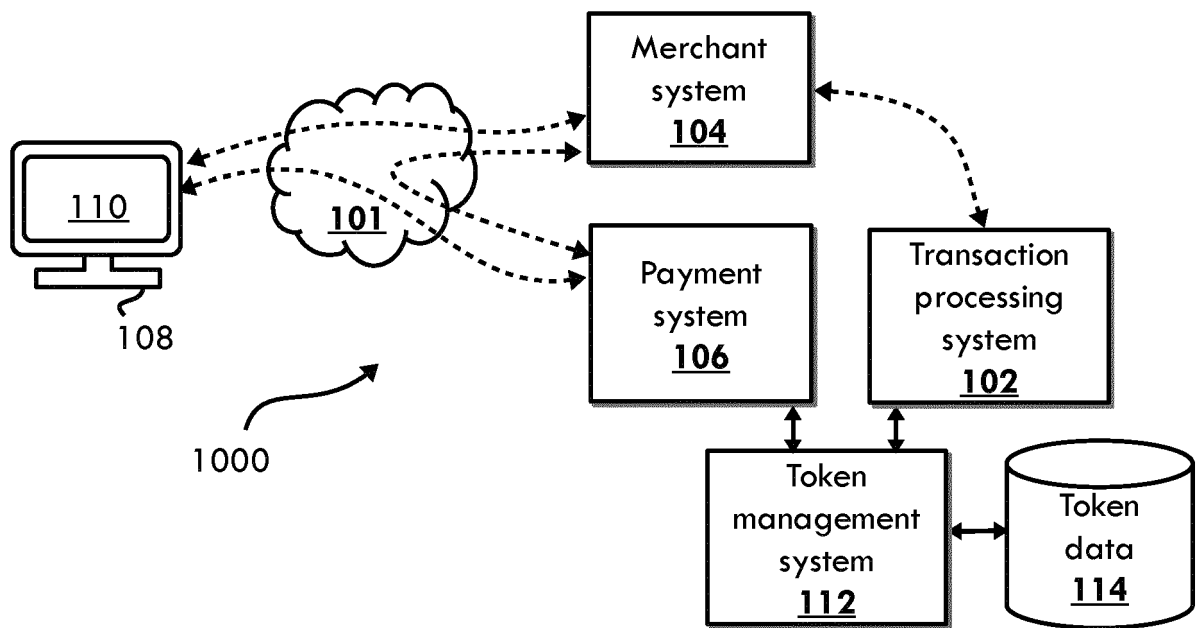 Merchant
system
104
110
101
108
Payment
system
106
Transaction
processing
system
102
1000
Token
management
system
112
Token
data
114